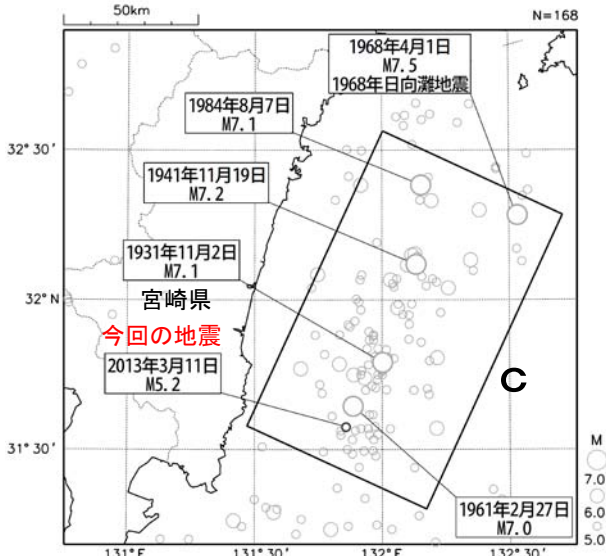 50km
N=168
1968年4月1日
M7.5
1968年日向灘地震
1984年8月7日
M7.1
32°30'
1941年11月19日
M7.2
1931年11月2日
M7.1
32°N
宮崎県
今回の地震
2013年3月11日
M5.2
C
31°30'
M
7.0
6.0
5.0
1961年2月27日
M7.0
131°E
131°30'
132°E
132°30'